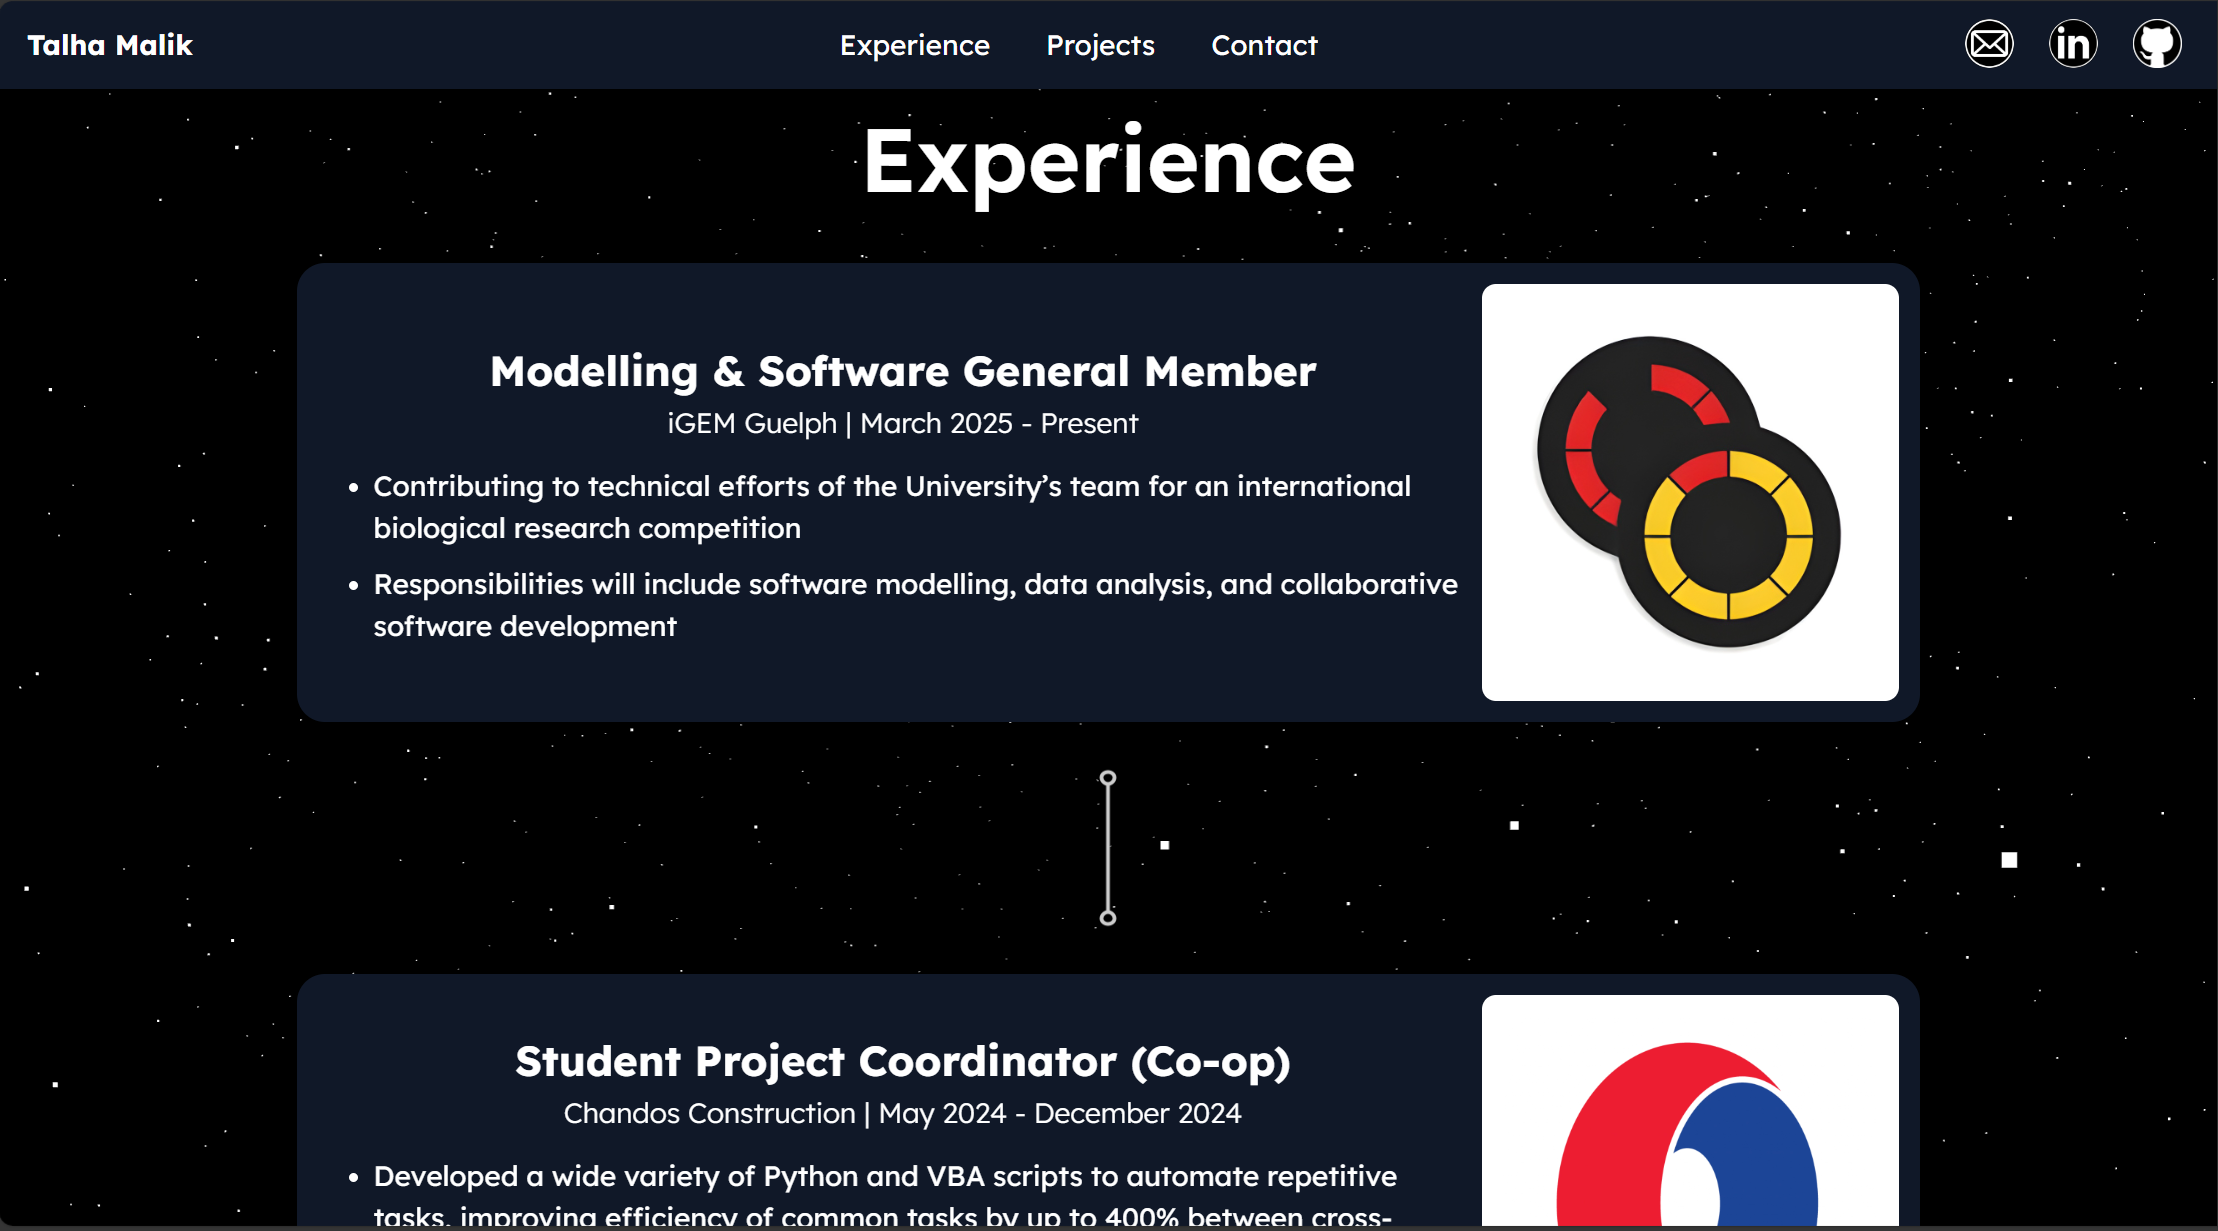 Talha Malik
Experience
Projects
Contact
in
Experience
Modelling & Software General Member
iGEM Guelph | March 2025 - Present
• Contributing to technical efforts of the University’s team for an international
biological research competition
• Responsibilities will include software modelling, data analysis, and collaborative
software development
Student Project Coordinator (Co-op)
Chandos Construction | May 2024 - December 2024
• Developed a wide variety of Python and VBA scripts to automate repetitive
tasks, improving efficiency of common tasks by up to 400% between cross-